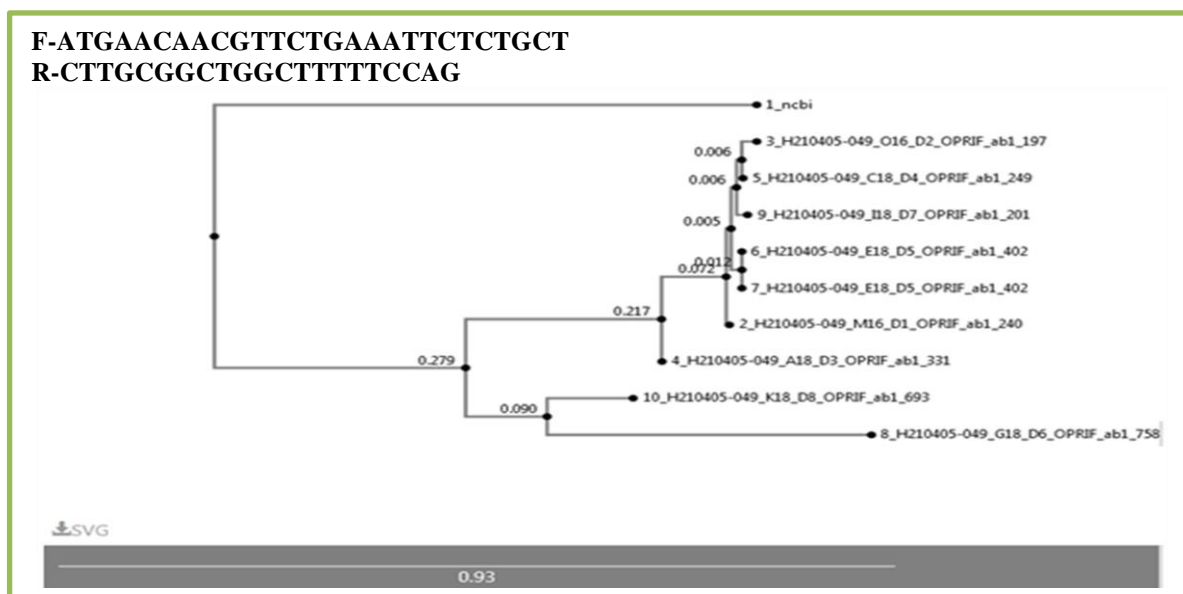 F-ATGAACAACGTTCTGAAATTCTCTGCT
R-CTTGCGGCTGGCTTTTTCCAG
1_ncbi
3_H210405-049_O16_D2_OPRIF_ab1_197
0.006
5_H210405-049_C18_D4_OPRIF_ab1_249
0.006
9_H210405-049_I18_D7_OPRIF_ab1_201
0.005
6_H210405-049_E18_D5_OPRIF_ab1_402
0.012
0.072
7_H210405-049_E18_D5_OPRIF_ab1_402
0.217
2_H210405-049_M16_D1_OPRIF_ab1_240
0.279
4_H210405-049_A18_D3_OPRIF_ab1_331
10_H210405-049_K18_D8_OPRIF_ab1_693
0.090
8_H210405-049_G18_D6_OPRIF_ab1_758
SVG
0.93